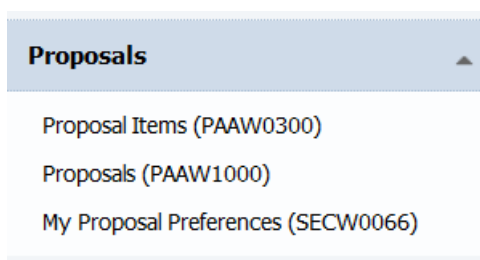 Proposals
Proposal Items (PAAW0300)
Proposals (PAAW1000)
My Proposal Preferences (SECW0066)